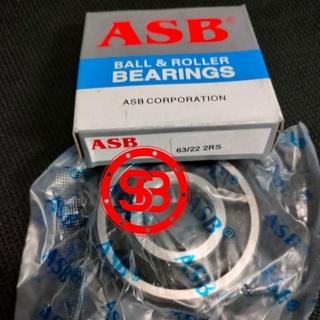 ASB
BALL & ROLLER
BEARINGS
ASB CORPORATION
ASB
63/22 2RS
SB
ASB
ASB
ASB